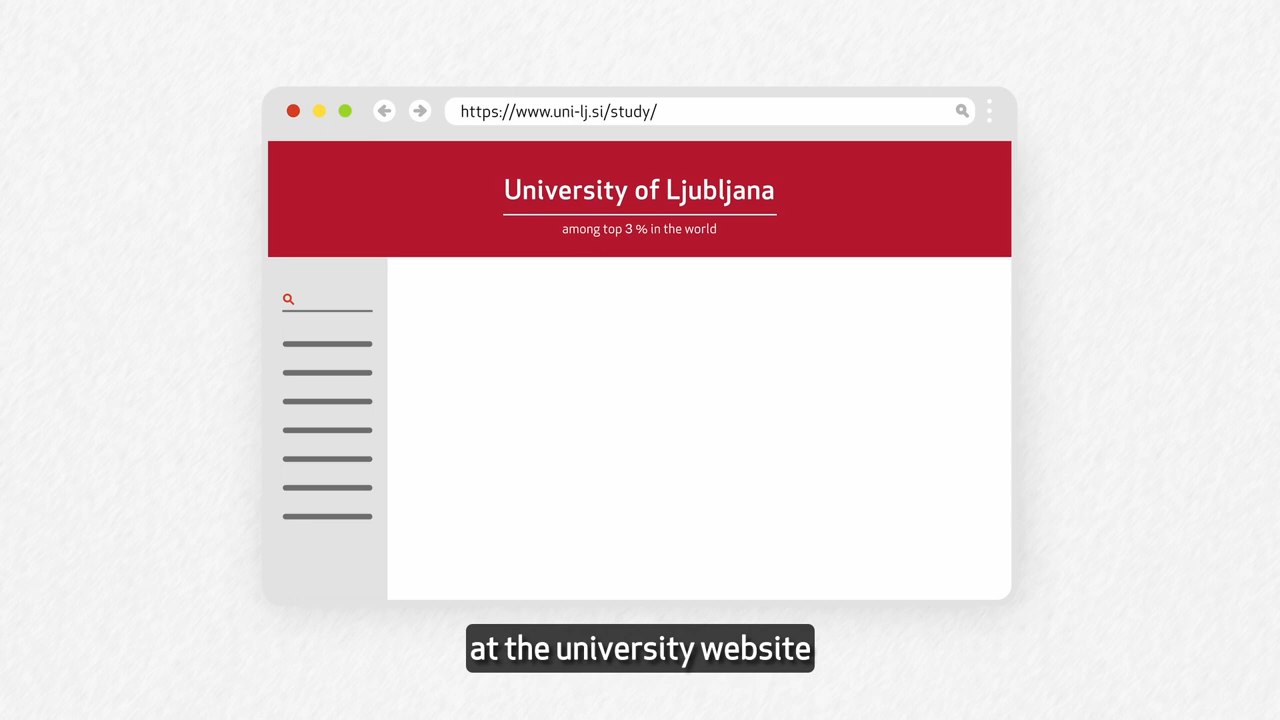 https://www.uni-lj.si/study/
University of Ljubljana
among top 3 % in the world
at the university website